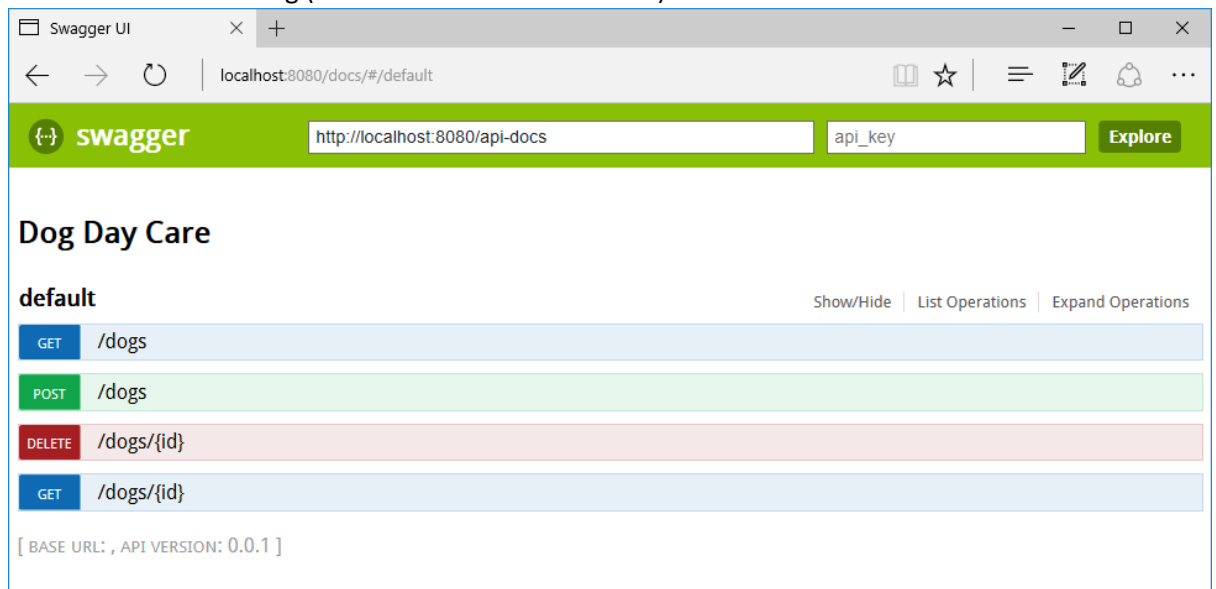 Swagger UI
localhost:8080/docs/#/default
{...} swagger http://localhost:8080/api-docs api_key Explore
Dog Day Care
default Show/Hide List Operations Expand Operations
GET /dogs
POST /dogs
DELETE /dogs/{id}
GET /dogs/{id}
[ BASE URL: , API VERSION: 0.0.1 ]